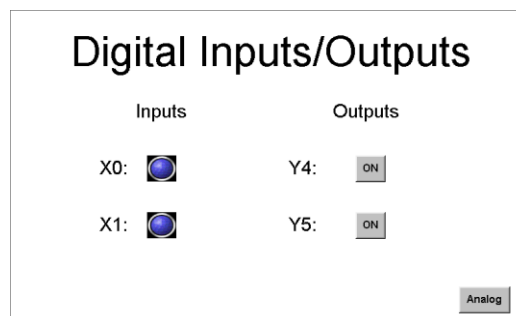 Digital Inputs/Outputs
Inputs Outputs
X0: Y4: ON
X1: Y5: ON
Analog